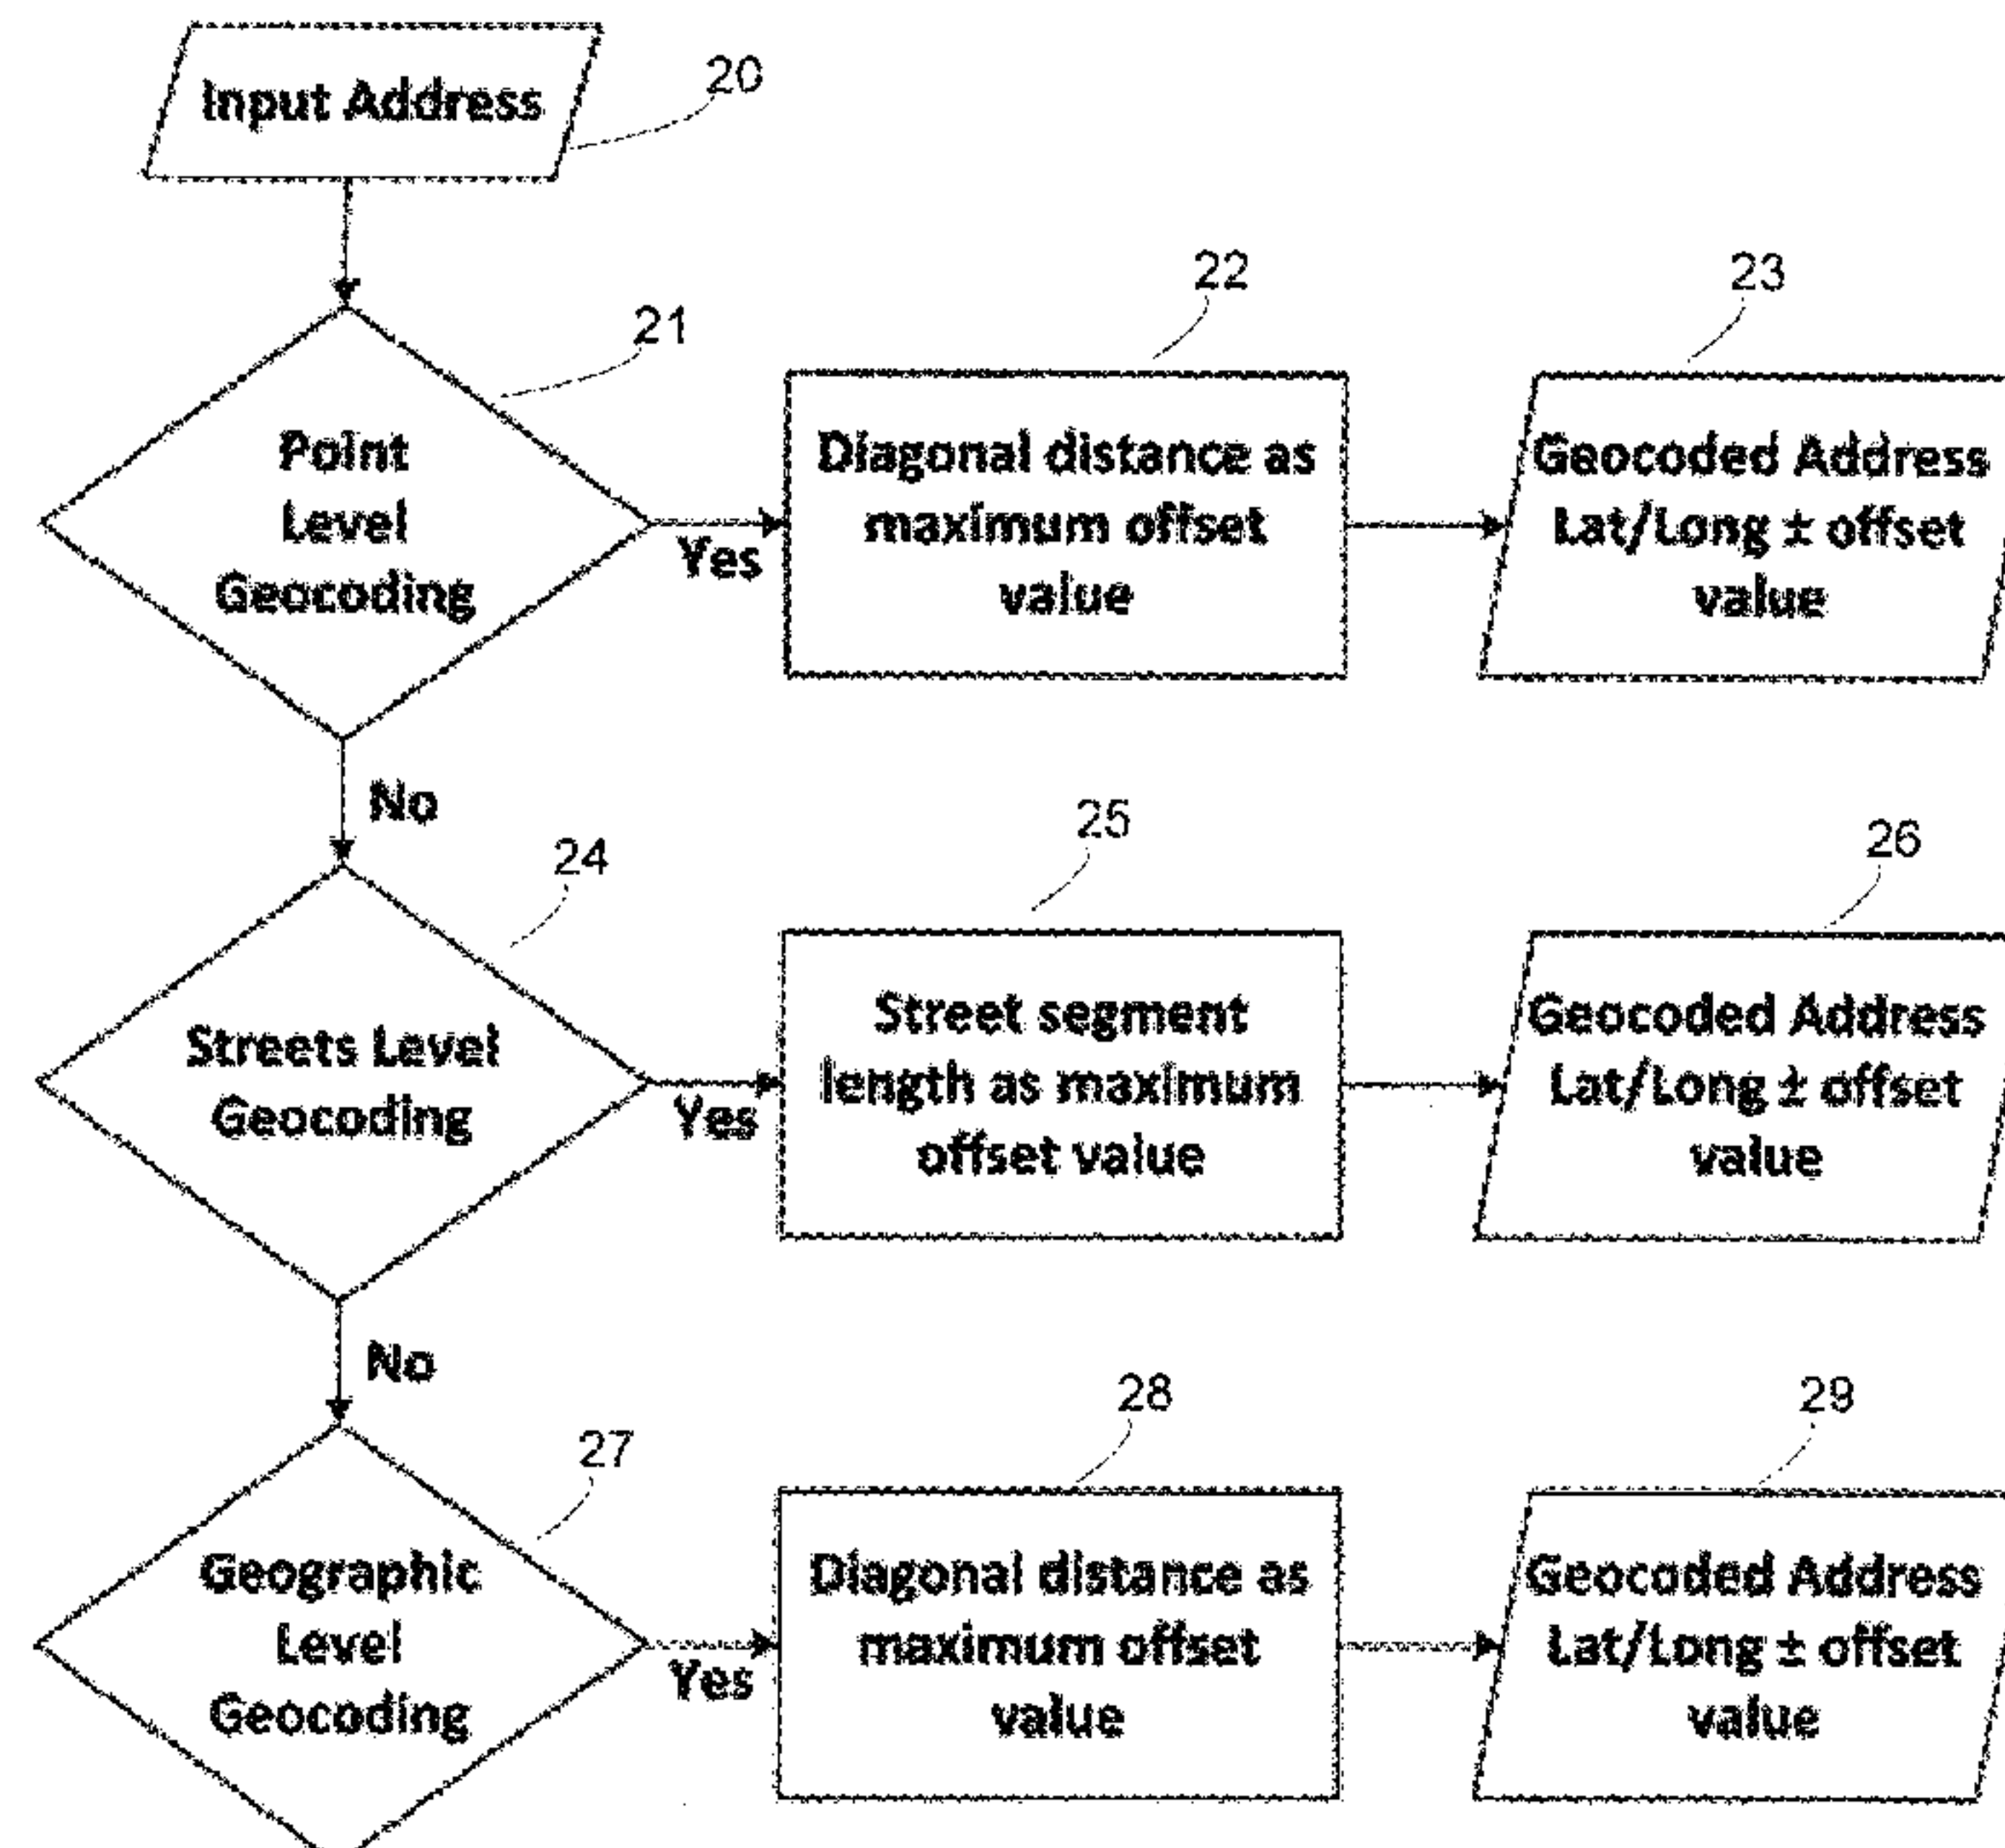 Input Address
20
21
Point
Level
Geocoding
Yes
22
Diagonal distance as
maximum offset
value
23
Geocoded Address
Lat/Long ± offset
value
No
24
Streets Level
Geocoding
Yes
25
Street segment
length as maximum
offset value
26
Geocoded Address
Lat/Long ± offset
value
No
27
Geographic
Level
Geocoding
Yes
28
Diagonal distance as
maximum offset
value
29
Geocoded Address
Lat/Long ± offset
value